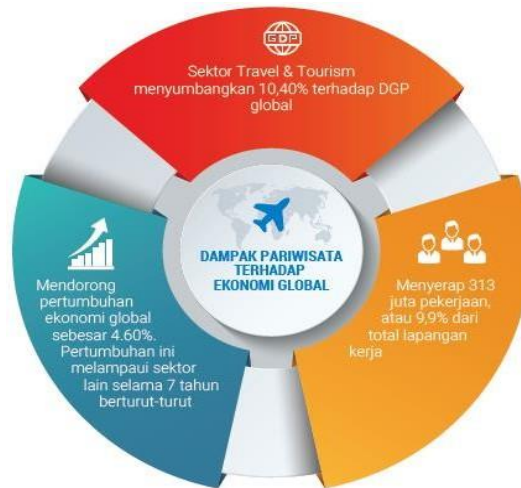 GDP
Sektor Travel & Tourism
menyumbangkan 10,40% terhadap DGP
global
DAMPAK PARIWISATA
TERHADAP
EKONOMI GLOBAL
Mendorong
pertumbuhan
ekonomi global
sebesar 4.60%.
Pertumbuhan ini
melampaui sektor
lain selama 7 tahun
berturut-turut
Menyerap 313
juta pekerjaan,
atau 9,9% dari
total lapangan
kerja